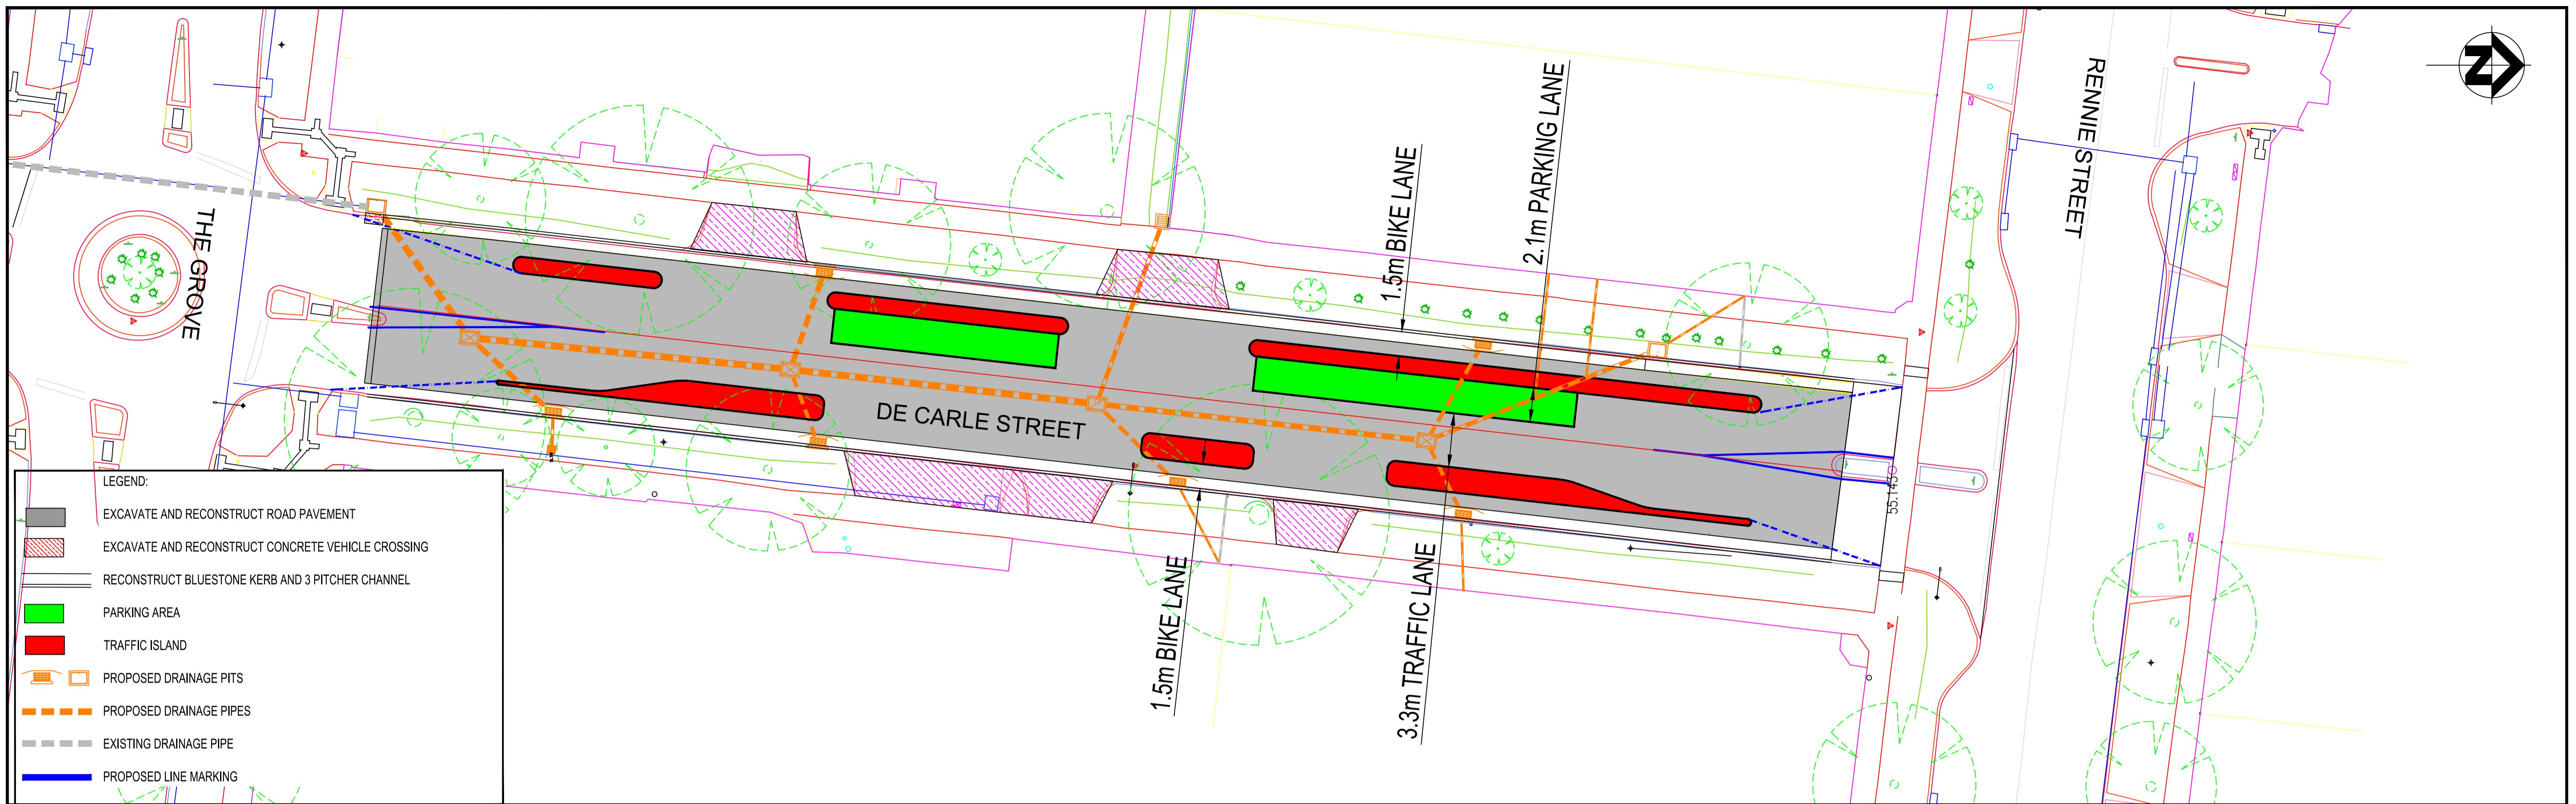 THE GROVE
1.5m BIKE LANE
2.1m PARKING LANE
RENNIE STREET
N
DE CARLE STREET
1.5m BIKE LANE
3.3m TRAFFIC LANE
55.143
LEGEND:
EXCAVATE AND RECONSTRUCT ROAD PAVEMENT
EXCAVATE AND RECONSTRUCT CONCRETE VEHICLE CROSSING
RECONSTRUCT BLUESTONE KERB AND 3 PITCHER CHANNEL
PARKING AREA
TRAFFIC ISLAND
PROPOSED DRAINAGE PITS
PROPOSED DRAINAGE PIPES
EXISTING DRAINAGE PIPE
PROPOSED LINE MARKING